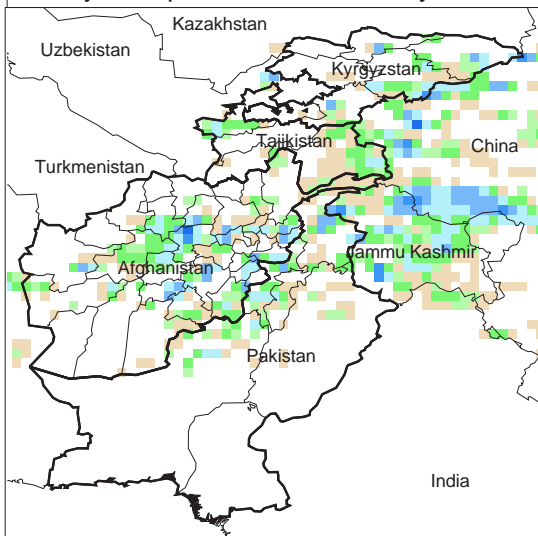 Kazakhstan
Uzbekistan
Kyrgyzstan
Tajikistan
China
Turkmenistan
Jammu Kashmir
Afghanistan
Pakistan
India